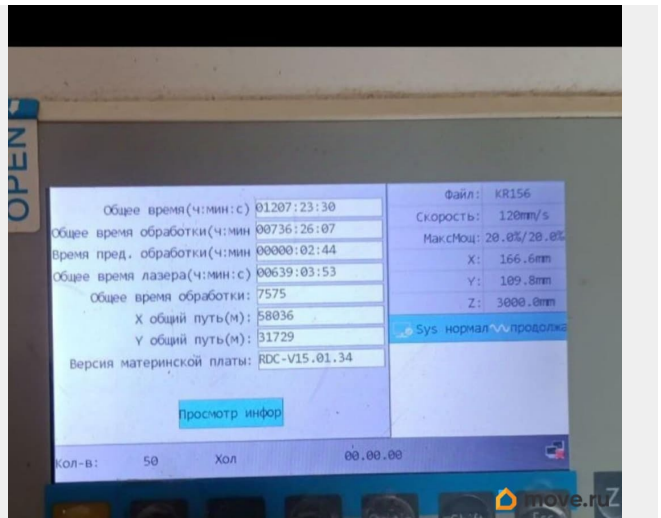 OPEN
Общее время(ч:мин:с) 01207:23:30
Общее время обработки(ч:мин 00736:26:07
Время пред. обработки(ч:мин 00000:02:44
Общее время лазера(ч:мин:с) 00639:03:53
Общее время обработки: 7575
X общий путь(м): 58036
Y общий путь(м): 31729
Версия материнской платы: RDC-V15.01.34
Просмотр инфор
Файл: KR156
Скорость: 120mm/s
МаксМощ: 20.0%/20.0%
X: 166.6mm
Y: 109.8mm
Z: 3000.0mm
Sys нормал продолжа
Кол-в: 50 Хол 00.00.00
Z
move.ru